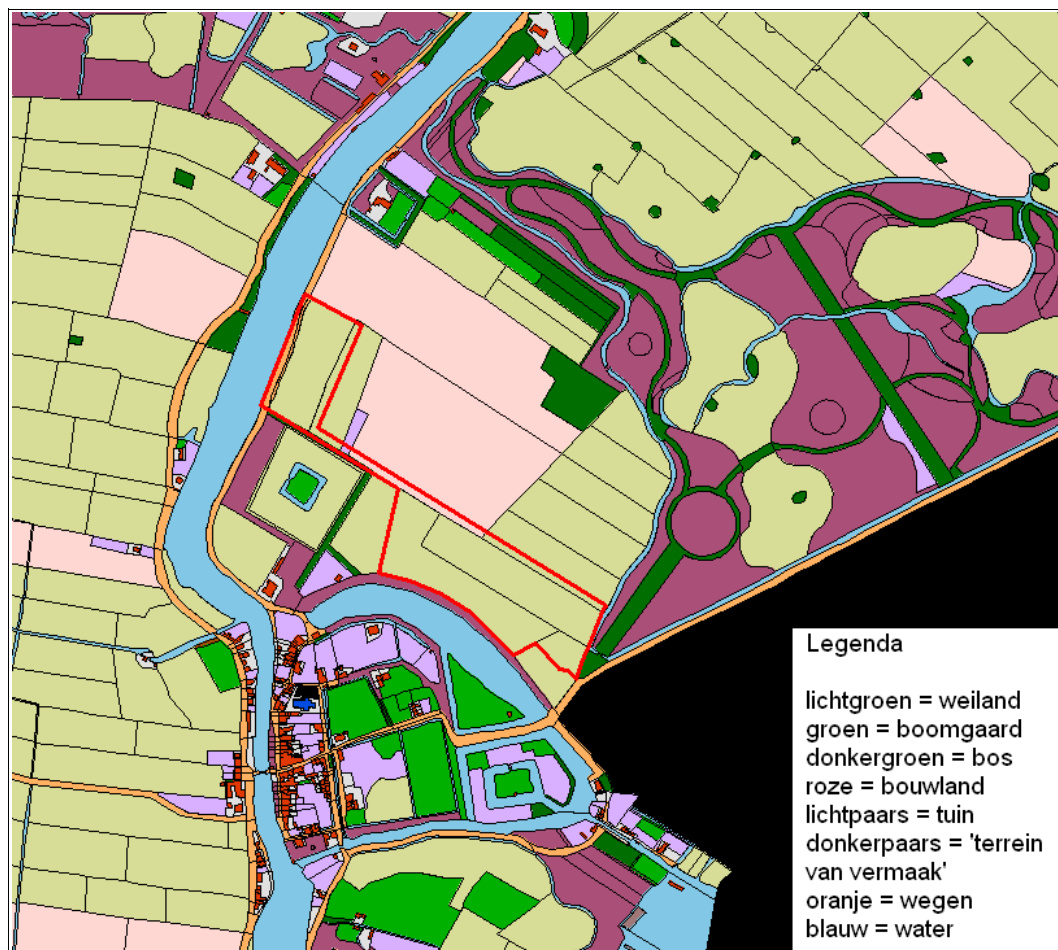 Legenda
lichtgroen = weiland
groen = boomgaard
donkergroen = bos
roze = bouwland
lichtpaars = tuin
donkerpaars = 'terrein
van vermaak'
oranje = wegen
blauw = water